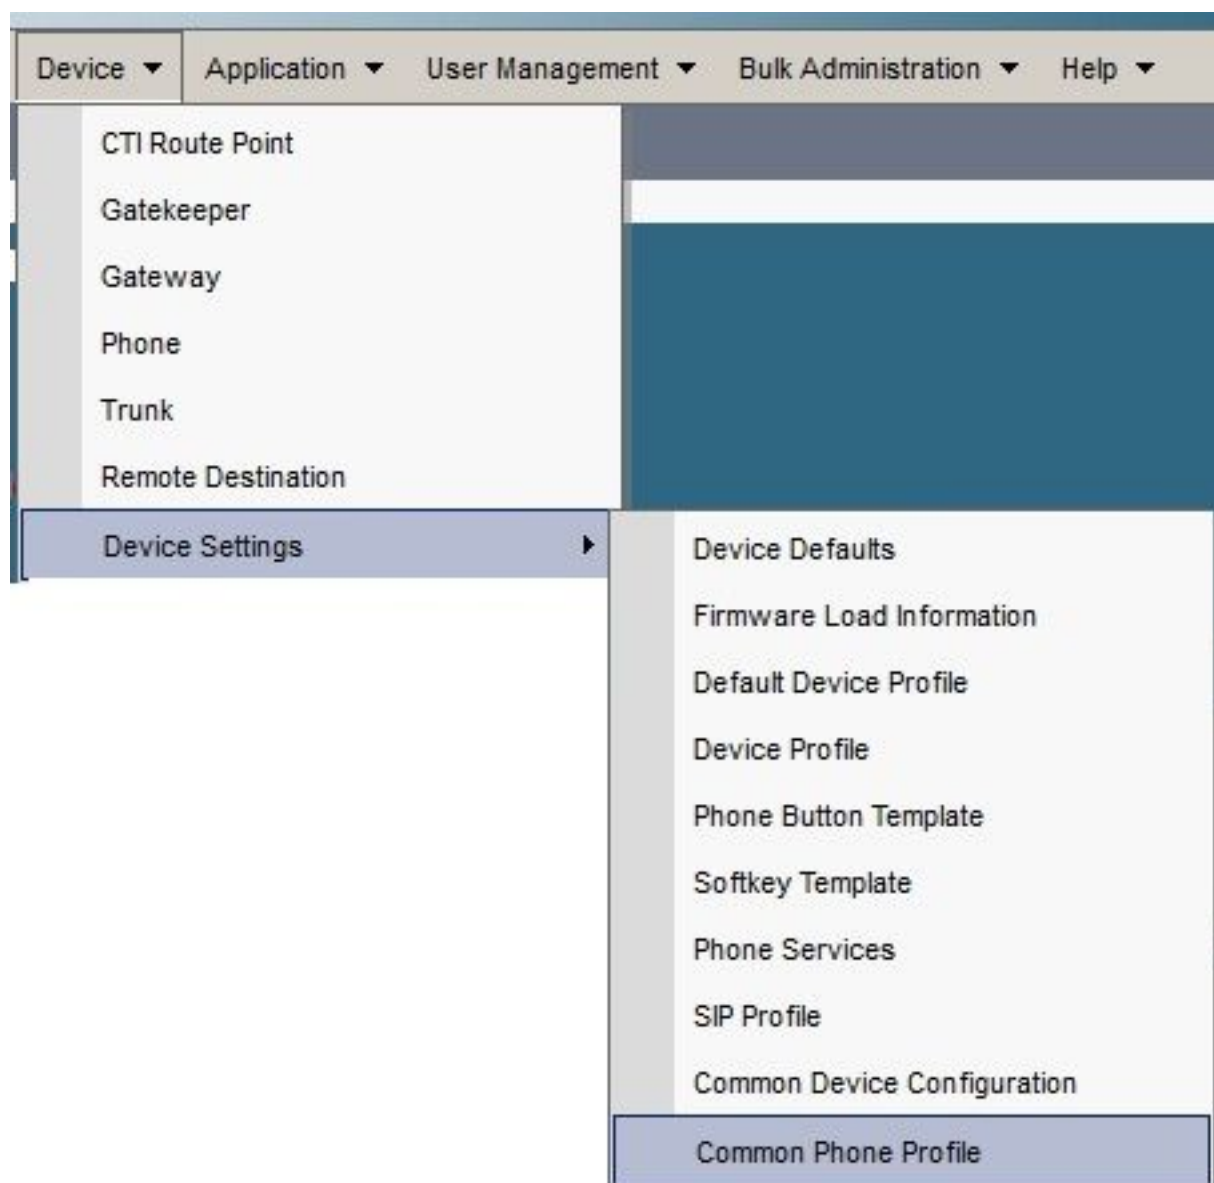 Device Application User Management Bulk Administration Help
CTI Route Point
Gatekeeper
Gateway
Phone
Trunk
Remote Destination
Device Settings
Device Defaults
Firmware Load Information
Default Device Profile
Device Profile
Phone Button Template
Softkey Template
Phone Services
SIP Profile
Common Device Configuration
Common Phone Profile